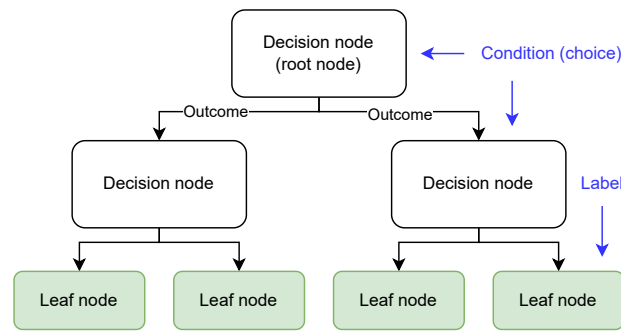 Decision node
(root node)
Condition (choice)
Outcome
Outcome
Decision node
Decision node
Label
Leaf node
Leaf node
Leaf node
Leaf node